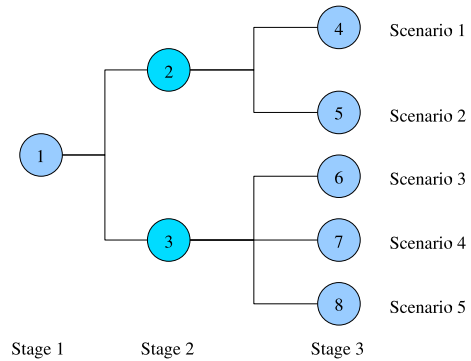 4 Scenario 1
2
5 Scenario 2
1
6 Scenario 3
3 7 Scenario 4
8 Scenario 5
Stage 1 Stage 2 Stage 3